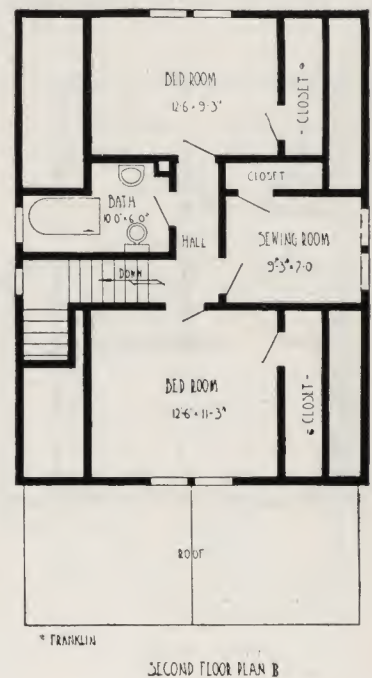 BED ROOM
12'6 × 9-3"
- CLOSET *
CLOSET
BATH
10'0" × 6'0"
HALL
SEWING ROOM
9'-3" × 7-0
DOWN
BED ROOM
12'6" × 11-3"
* CLOSET -
ROOF
* FRANKLIN
SECOND FLOOR PLAN B